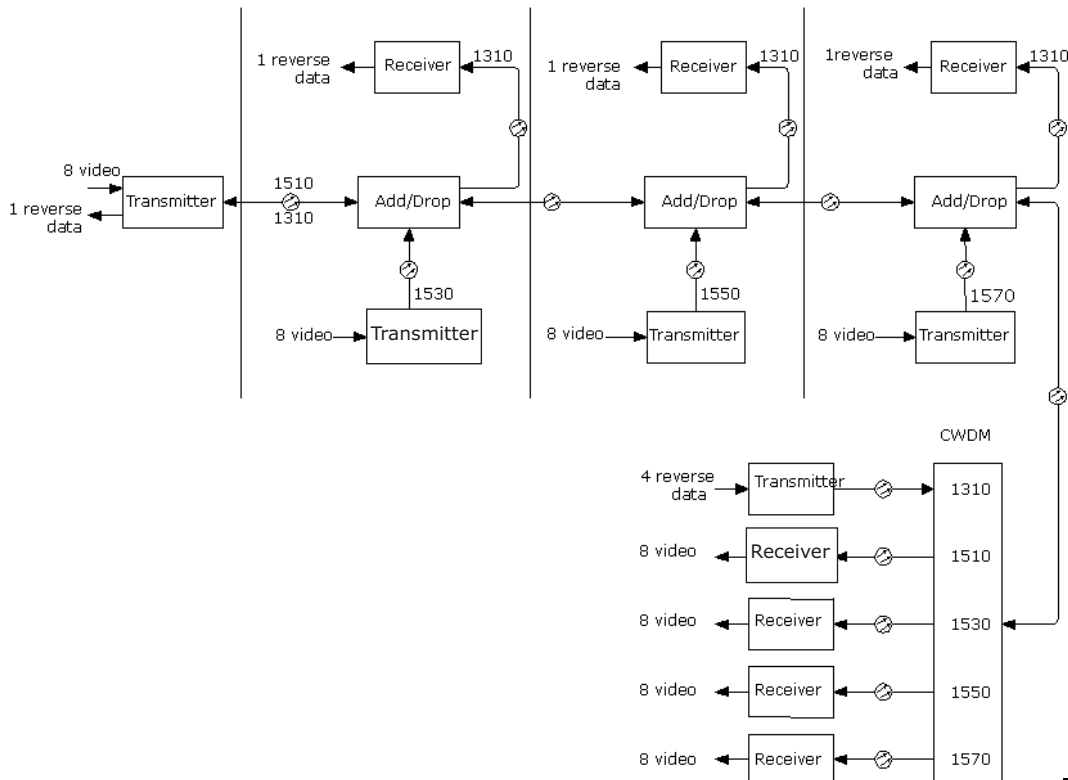 1310
1310
1310
1 reverse
data
Receiver
1 reverse
data
Receiver
1reverse
data
Receiver
8 video
1 reverse
data
Transmitter
1510
1310
Add/Drop
Add/Drop
Add/Drop
1530
1550
1570
8 video
Transmitter
8 video
Transmitter
8 video
Transmitter
CWDM
4 reverse
data
Transmitter
1310
8 video
Receiver
1510
8 video
Receiver
1530
8 video
Receiver
1550
8 video
Receiver
1570